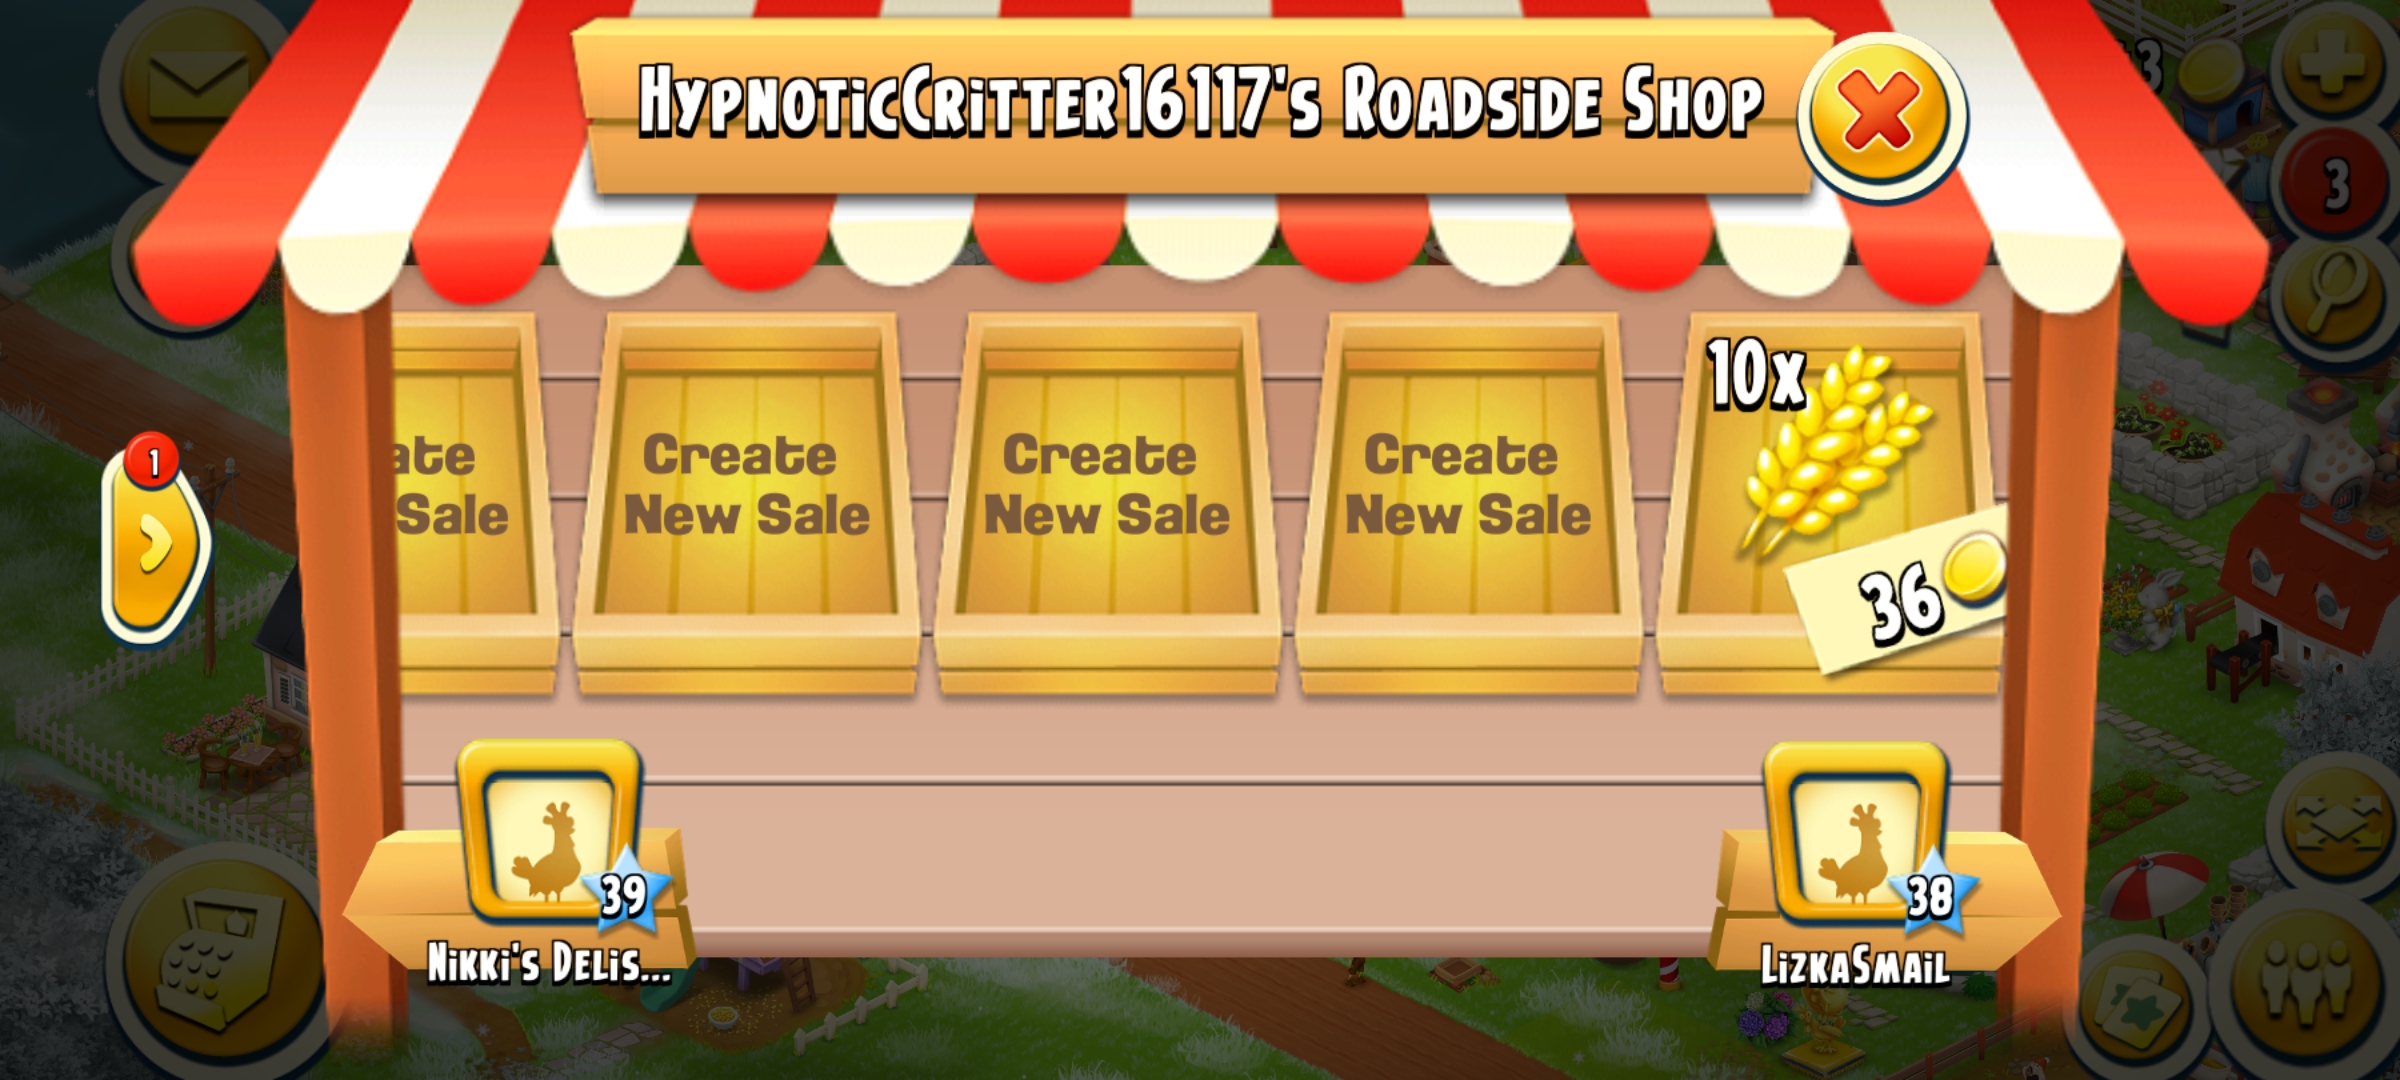 HypnoticCritter16117's Roadside Shop
3
3
1
ate
Sale
Create
New Sale
Create
New Sale
Create
New Sale
10x
36
39
Nikki's Delis...
38
LizkaSmail